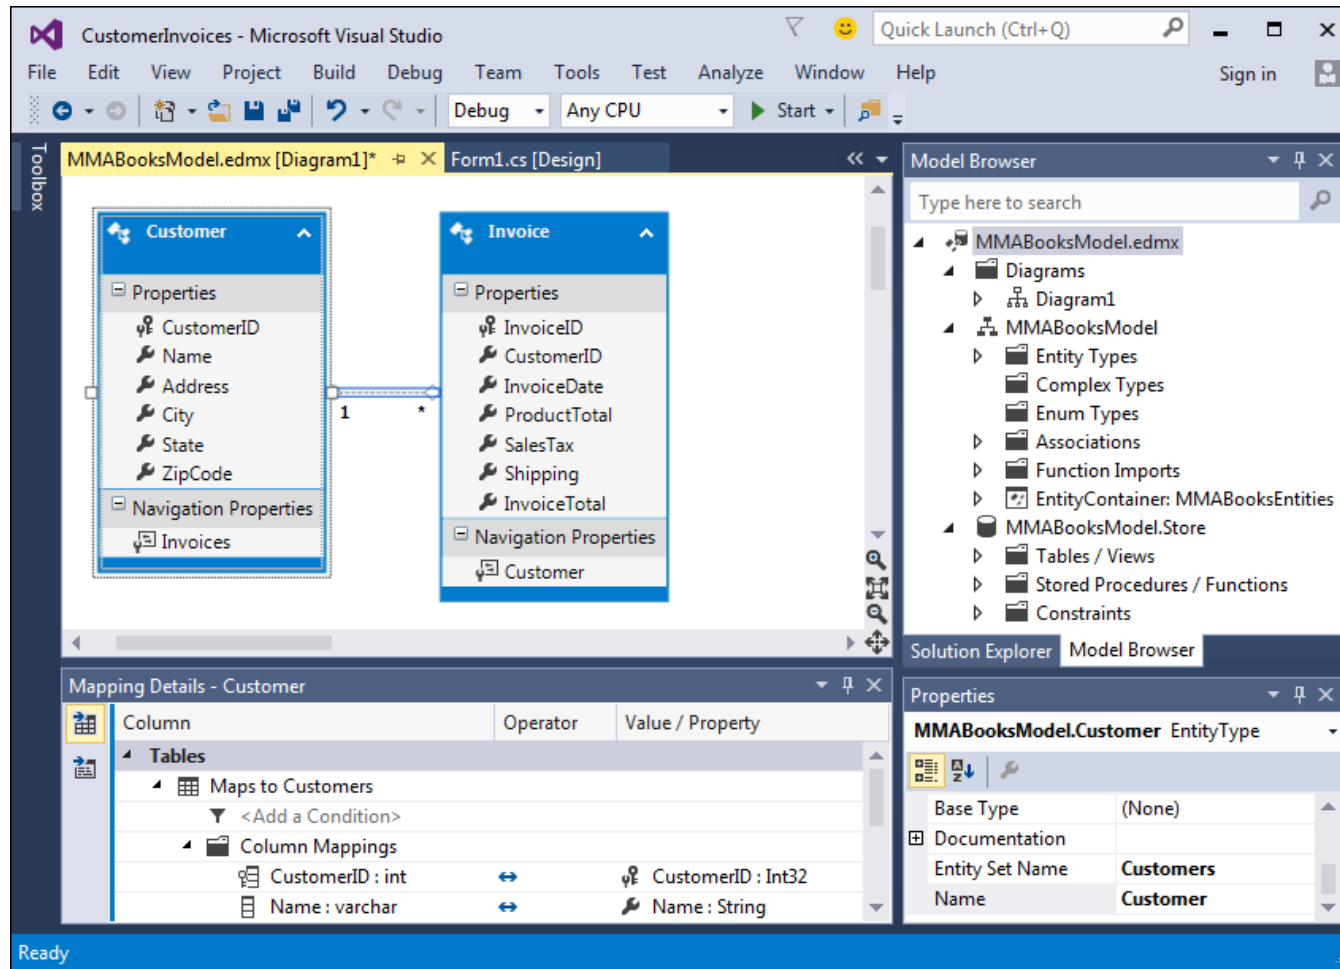 CustomerInvoices - Microsoft Visual Studio
Quick Launch (Ctrl+Q)
File Edit View Project Build Debug Team Tools Test Analyze Window Help Sign in
Debug Any CPU Start
Toolbox
MMABooksModel.edmx [Diagram1]* Form1.cs [Design]
Customer
Properties
CustomerID
Name
Address
City
State
ZipCode
Navigation Properties
Invoices
1 *
Invoice
Properties
InvoiceID
CustomerID
InvoiceDate
ProductTotal
SalesTax
Shipping
InvoiceTotal
Navigation Properties
Customer
Model Browser
Type here to search
MMABooksModel.edmx
Diagrams
Diagram1
MMABooksModel
Entity Types
Complex Types
Enum Types
Associations
Function Imports
EntityContainer: MMABooksEntities
MMABooksModel.Store
Tables / Views
Stored Procedures / Functions
Constraints
Solution Explorer Model Browser
Mapping Details - Customer
Column Operator Value / Property
Tables
Maps to Customers
<Add a Condition>
Column Mappings
CustomerID : int CustomerID : Int32
Name : varchar Name : String
Properties
MMABooksModel.Customer EntityType
Base Type (None)
Documentation
Entity Set Name Customers
Name Customer
Ready